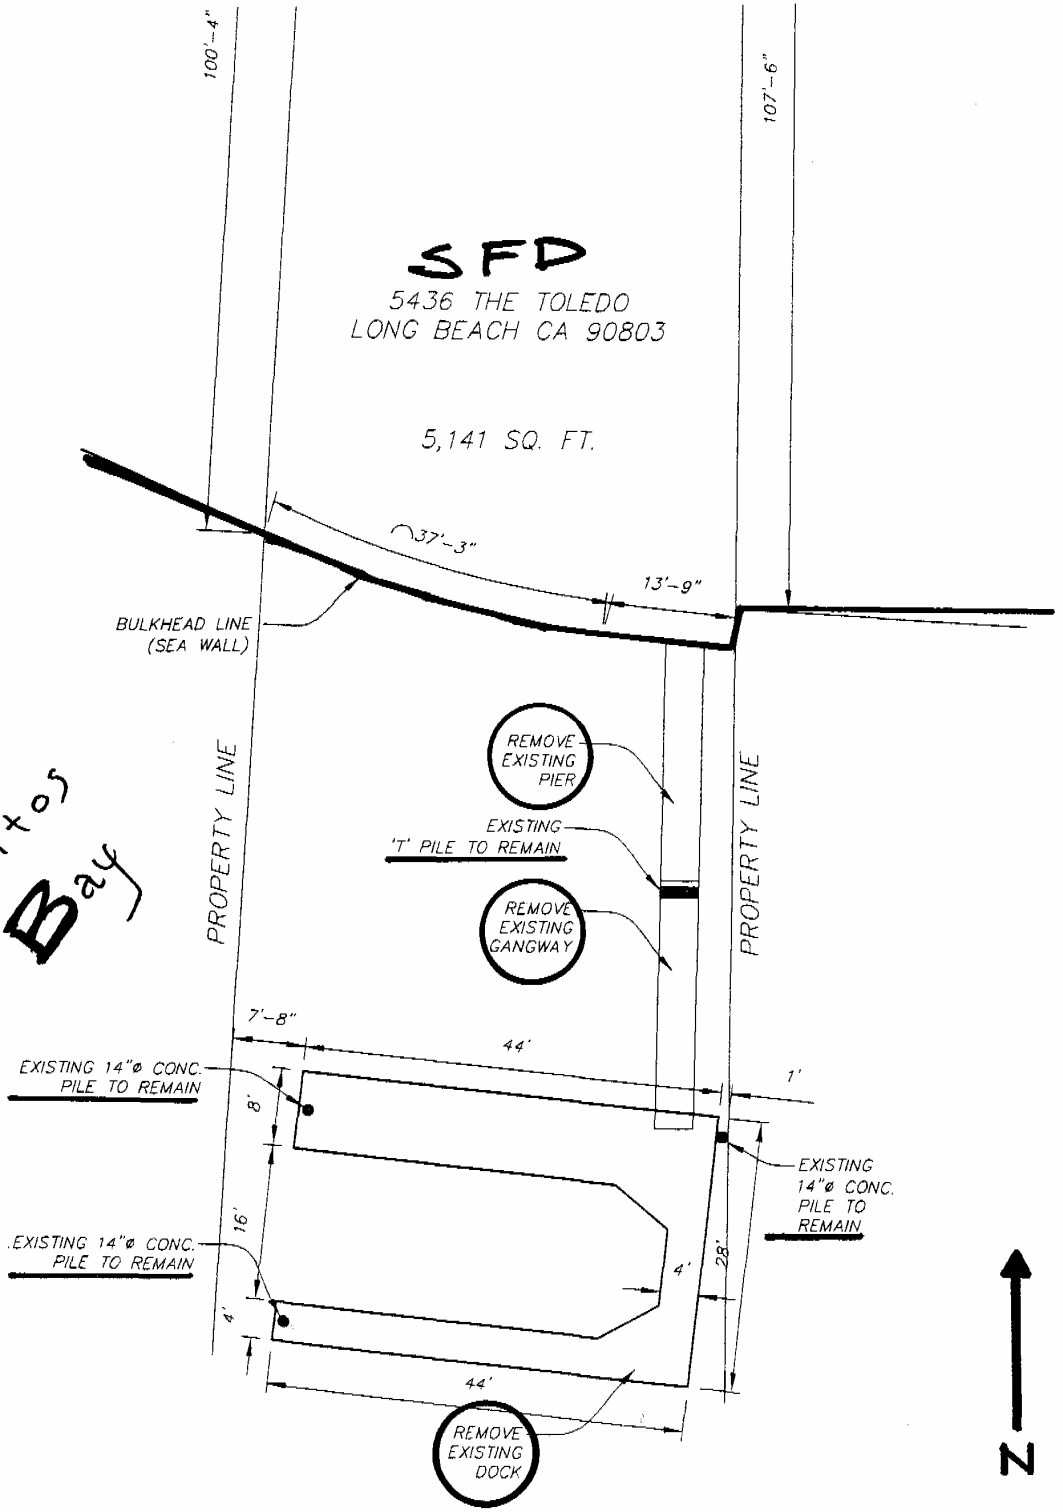 100'-4"
107'-6"
SFD
5436 THE TOLEDO
LONG BEACH CA 90803
5,141 SQ. FT.
37'-3"
13'-9"
BULKHEAD LINE
(SEA WALL)
REMOVE
EXISTING
PIER
EXISTING
'T' PILE TO REMAIN
REMOVE
EXISTING
GANGWAY
PROPERTY LINE
PROPERTY LINE
Bay
7'-8"
44'
1'
EXISTING 14"ø CONC.
PILE TO REMAIN
8'
EXISTING
14"ø CONC.
PILE TO
REMAIN
16'
EXISTING 14"ø CONC.
PILE TO REMAIN
4'
28'
4'
44'
REMOVE
EXISTING
DOCK
N